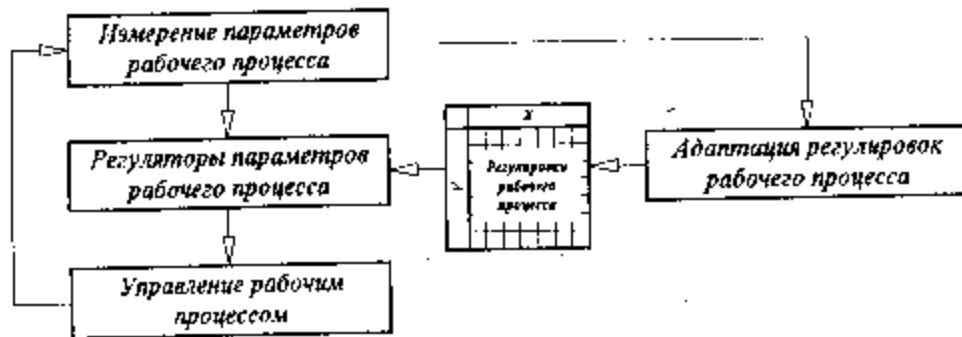 Измерение параметров
рабочего процесса
Регуляторы параметров
рабочего процесса
Управление рабочим
процессом
X
Y
Регулировки
рабочего
процесса
Адаптация регулировок
рабочего процесса